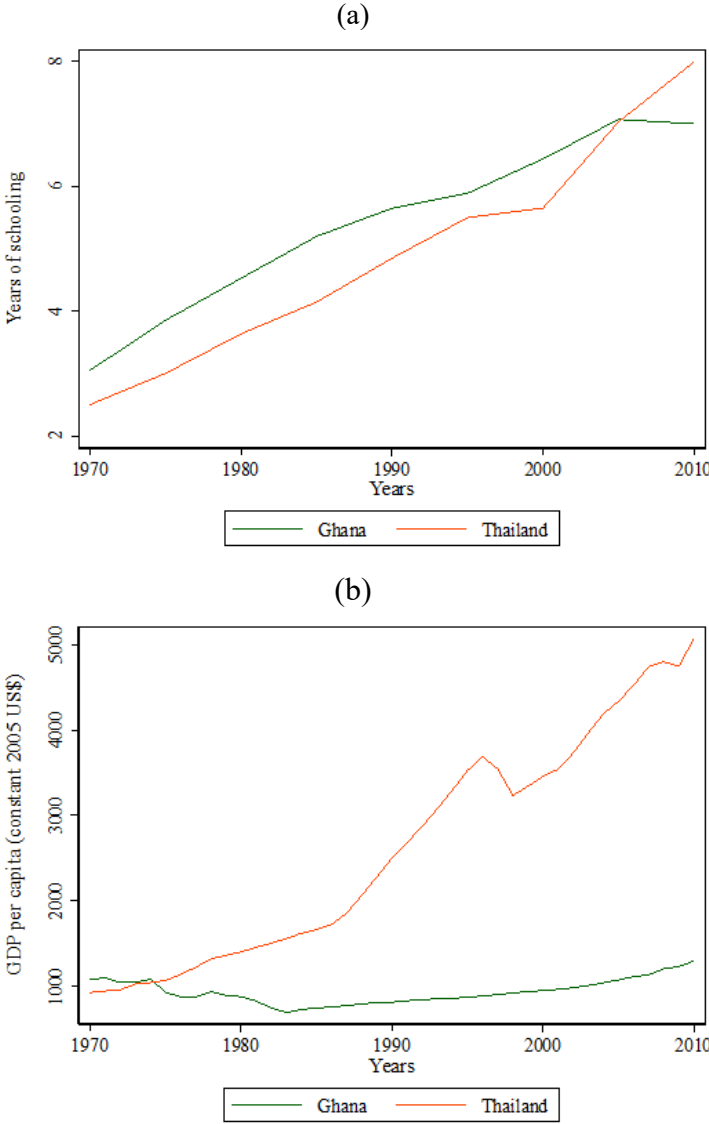 (a)
Years of schooling
8
6
4
2
1970 1980 1990 2000 2010
Years
Ghana Thailand
(b)
GDP per capita (constant 2005 US$)
5000
4000
3000
2000
1000
1970 1980 1990 2000 2010
Years
Ghana Thailand